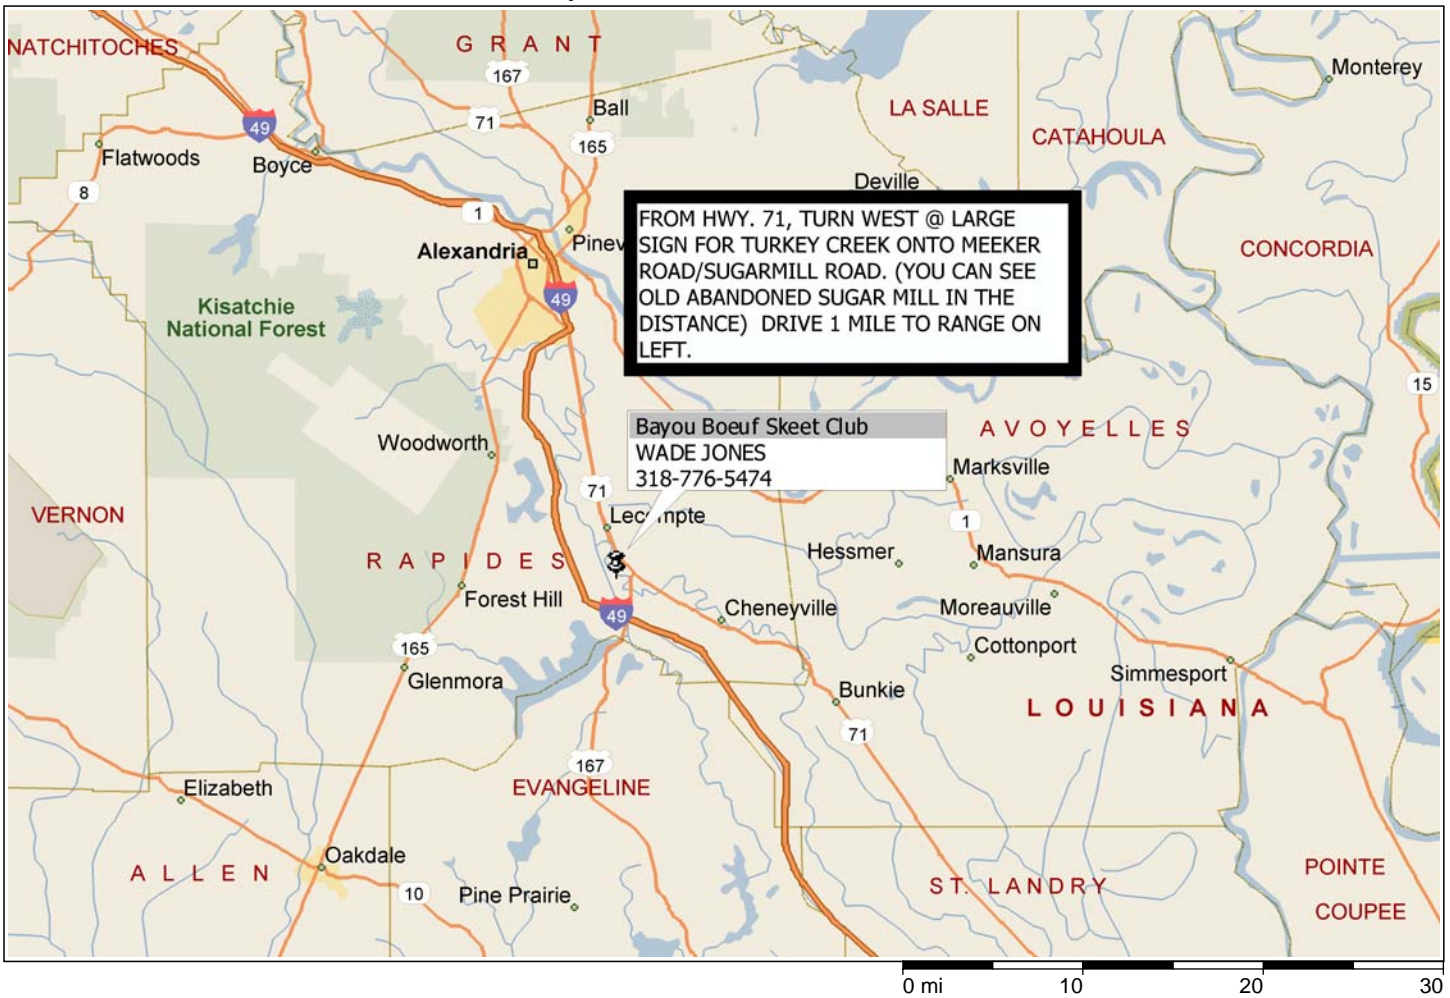 NATCHITOCHES
G R A N T
167
Monterey
71
Ball
LA SALLE
49
165
CATAHOULA
Flatwoods
Boyce
8
Deville
1
FROM HWY. 71, TURN WEST @ LARGE
SIGN FOR TURKEY CREEK ONTO MEEKER
ROAD/SUGARMILL ROAD. (YOU CAN SEE
OLD ABANDONED SUGAR MILL IN THE
DISTANCE) DRIVE 1 MILE TO RANGE ON
LEFT.
Alexandria
Pinev
CONCORDIA
49
Kisatchie
National Forest
15
Bayou Boeuf Skeet Club
WADE JONES
318-776-5474
A V O Y E L L E S
Woodworth
Marksville
71
VERNON
Lecompte
1
R A P I D E S
Hessmer
Mansura
Forest Hill
49
Cheneyville
Moreauville
165
Cottonport
Glenmora
Simmesport
Bunkie
L O U I S I A N A
71
167
Elizabeth
EVANGELINE
Oakdale
A L L E N
10
Pine Prairie
ST. LANDRY
POINTE
COUPEE
0 mi 10 20 30